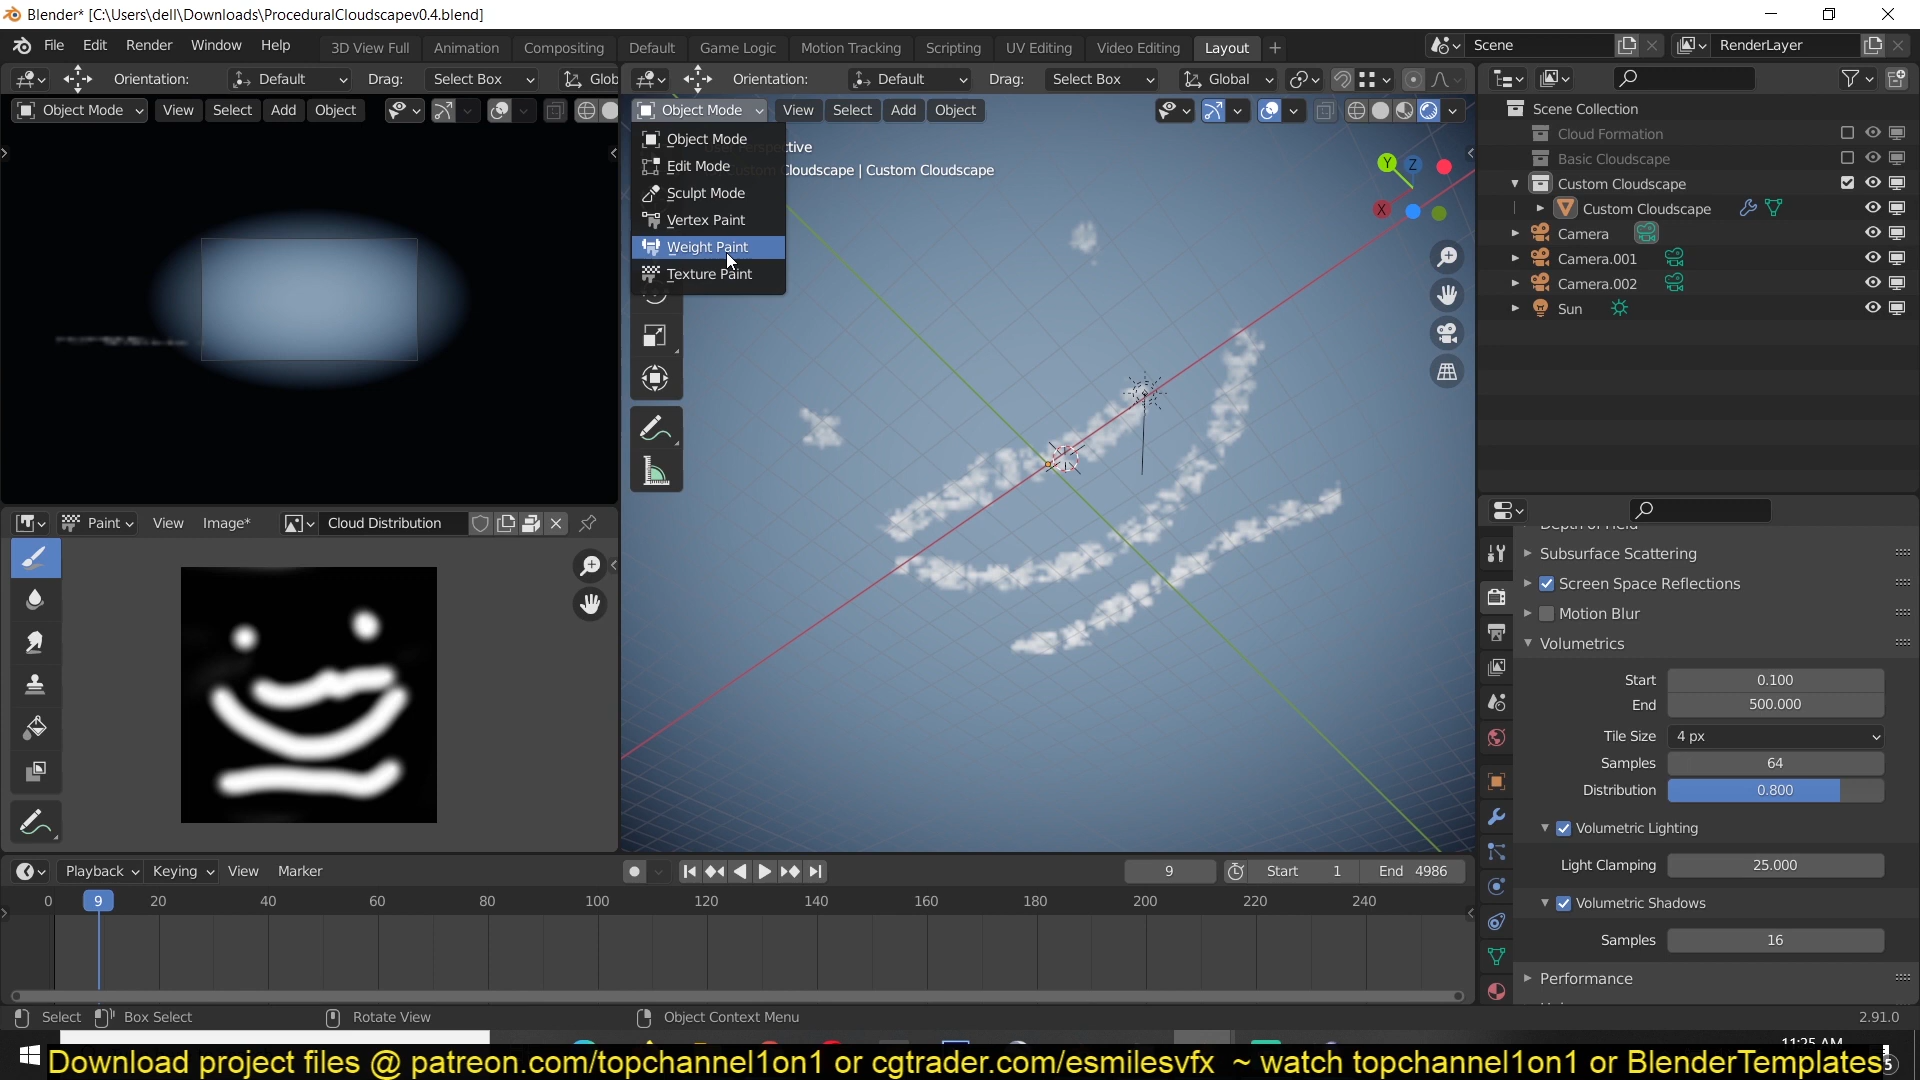 Blender* [C:\Users\dell\Downloads\ProceduralCloudscapev0.4.blend]
File Edit Render Window Help 3D View Full Animation Compositing Default Game Logic Motion Tracking Scripting UV Editing Video Editing Layout + Scene RenderLayer
Orientation: Default Drag: Select Box Glob
Orientation: Default Drag: Select Box Global
Object Mode View Select Add Object
Object Mode View Select Add Object
Object Mode
Edit Mode
Sculpt Mode
Vertex Paint
Weight Paint
Texture Paint
Cloudscape | Custom Cloudscape
Y Z X
Scene Collection
Cloud Formation
Basic Cloudscape
Custom Cloudscape
Custom Cloudscape
Camera
Camera.001
Camera.002
Sun
Paint View Image* Cloud Distribution
Subsurface Scattering
Screen Space Reflections
Motion Blur
Volumetrics
Start 0.100
End 500.000
Tile Size 4 px
Samples 64
Distribution 0.800
Volumetric Lighting
Light Clamping 25.000
Volumetric Shadows
Samples 16
Performance
Playback Keying View Marker 9 Start 1 End 4986
0 9 20 40 60 80 100 120 140 160 180 200 220 240
Select Box Select Rotate View Object Context Menu 2.91.0
Download project files @ patreon.com/topchannel1on1 or cgtrader.com/esmilesvfx ~ watch topchannel1on1 or BlenderTemplates